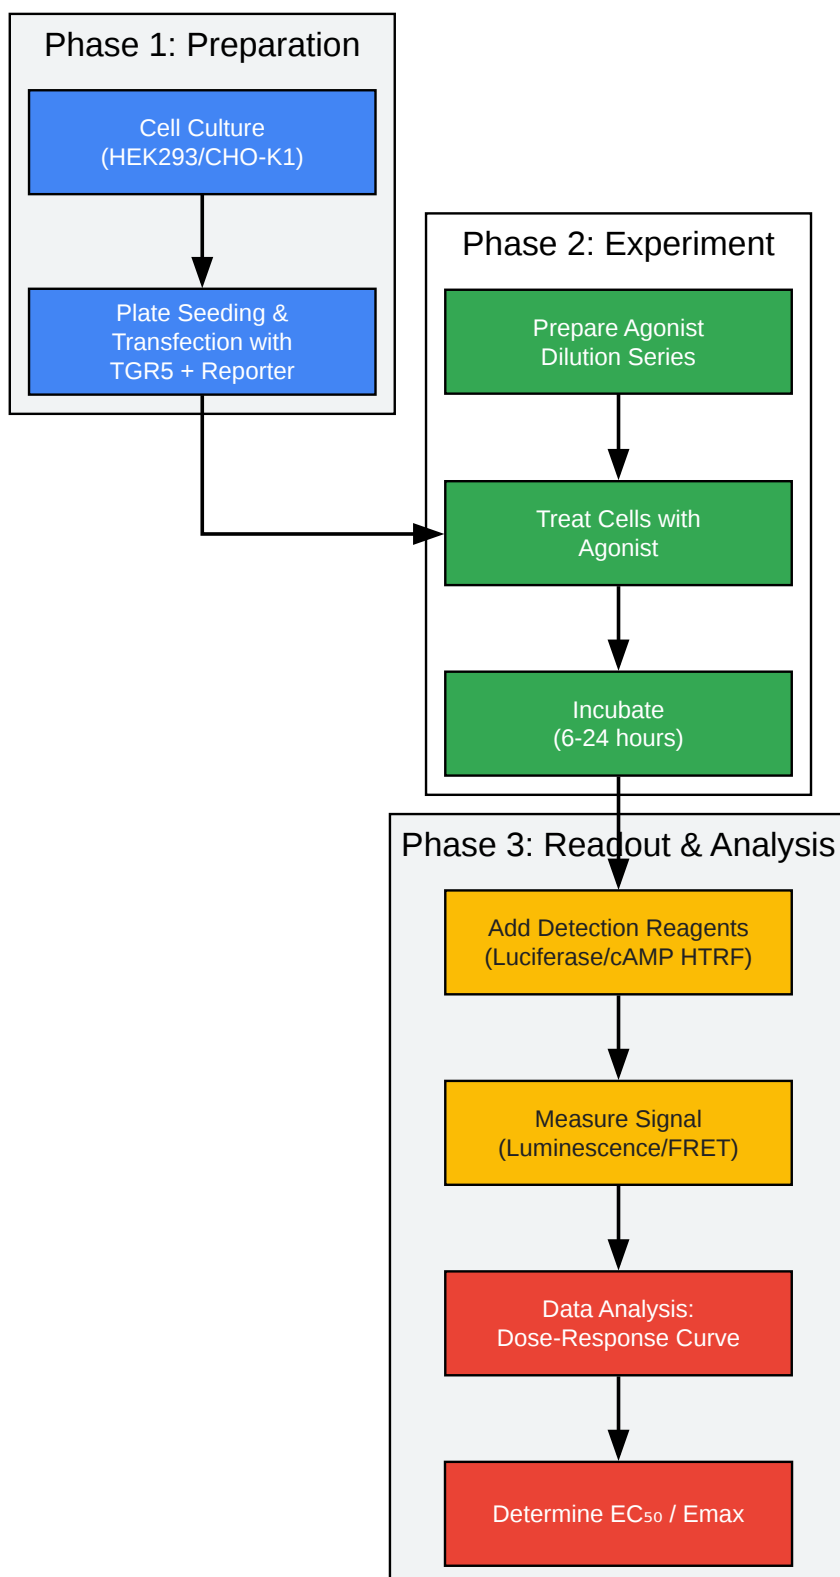 Phase 1: Preparation
Cell Culture
(HEK293/CHO-K1)
Plate Seeding &
Transfection with
TGR5 + Reporter
Phase 2: Experiment
Prepare Agonist
Dilution Series
Treat Cells with
Agonist
Incubate
(6-24 hours)
Phase 3: Readout & Analysis
Add Detection Reagents
(Luciferase/cAMP HTRF)
Measure Signal
(Luminescence/FRET)
Data Analysis:
Dose-Response Curve
Determine EC₅₀ / Emax